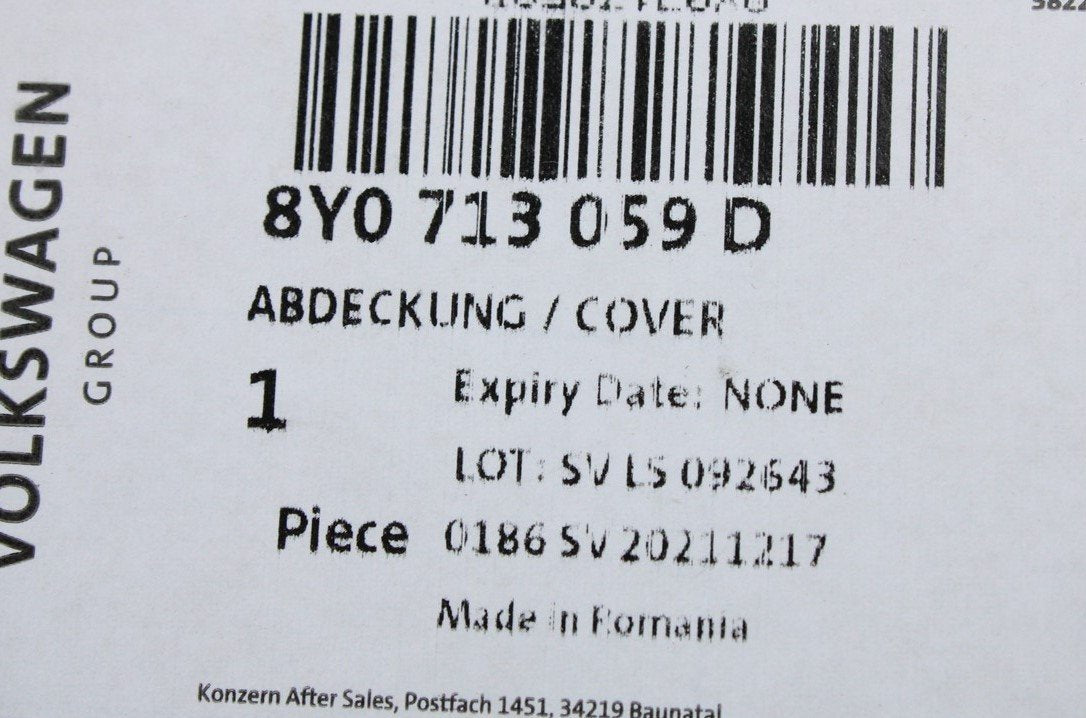 VOLKSWAGEN
GROUP
8Y0 713 059 D
ABDECKUNG / COVER
1
Expiry Date: NONE
LOT: SV LS 092643
Piece 0186 SV 20211217
Made in Romania
Konzern After Sales, Postfach 1451, 34219 Baunatal